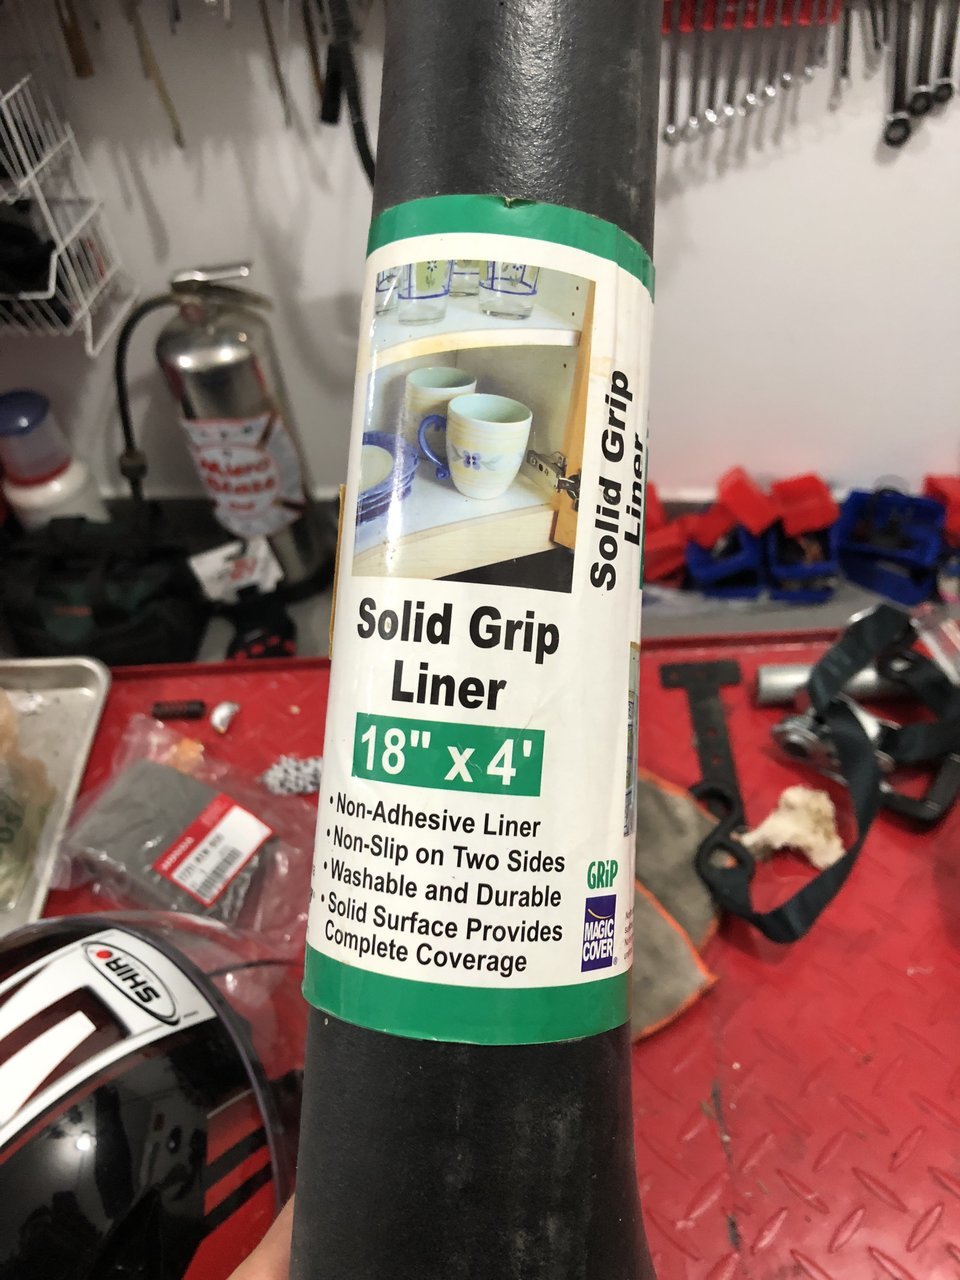 Solid Grip
Liner
Solid Grip
Liner
18" x 4'
• Non-Adhesive Liner
• Non-Slip on Two Sides
• Washable and Durable
• Solid Surface Provides
Complete Coverage
GRiP
MAGIC
COVER
SHIRO